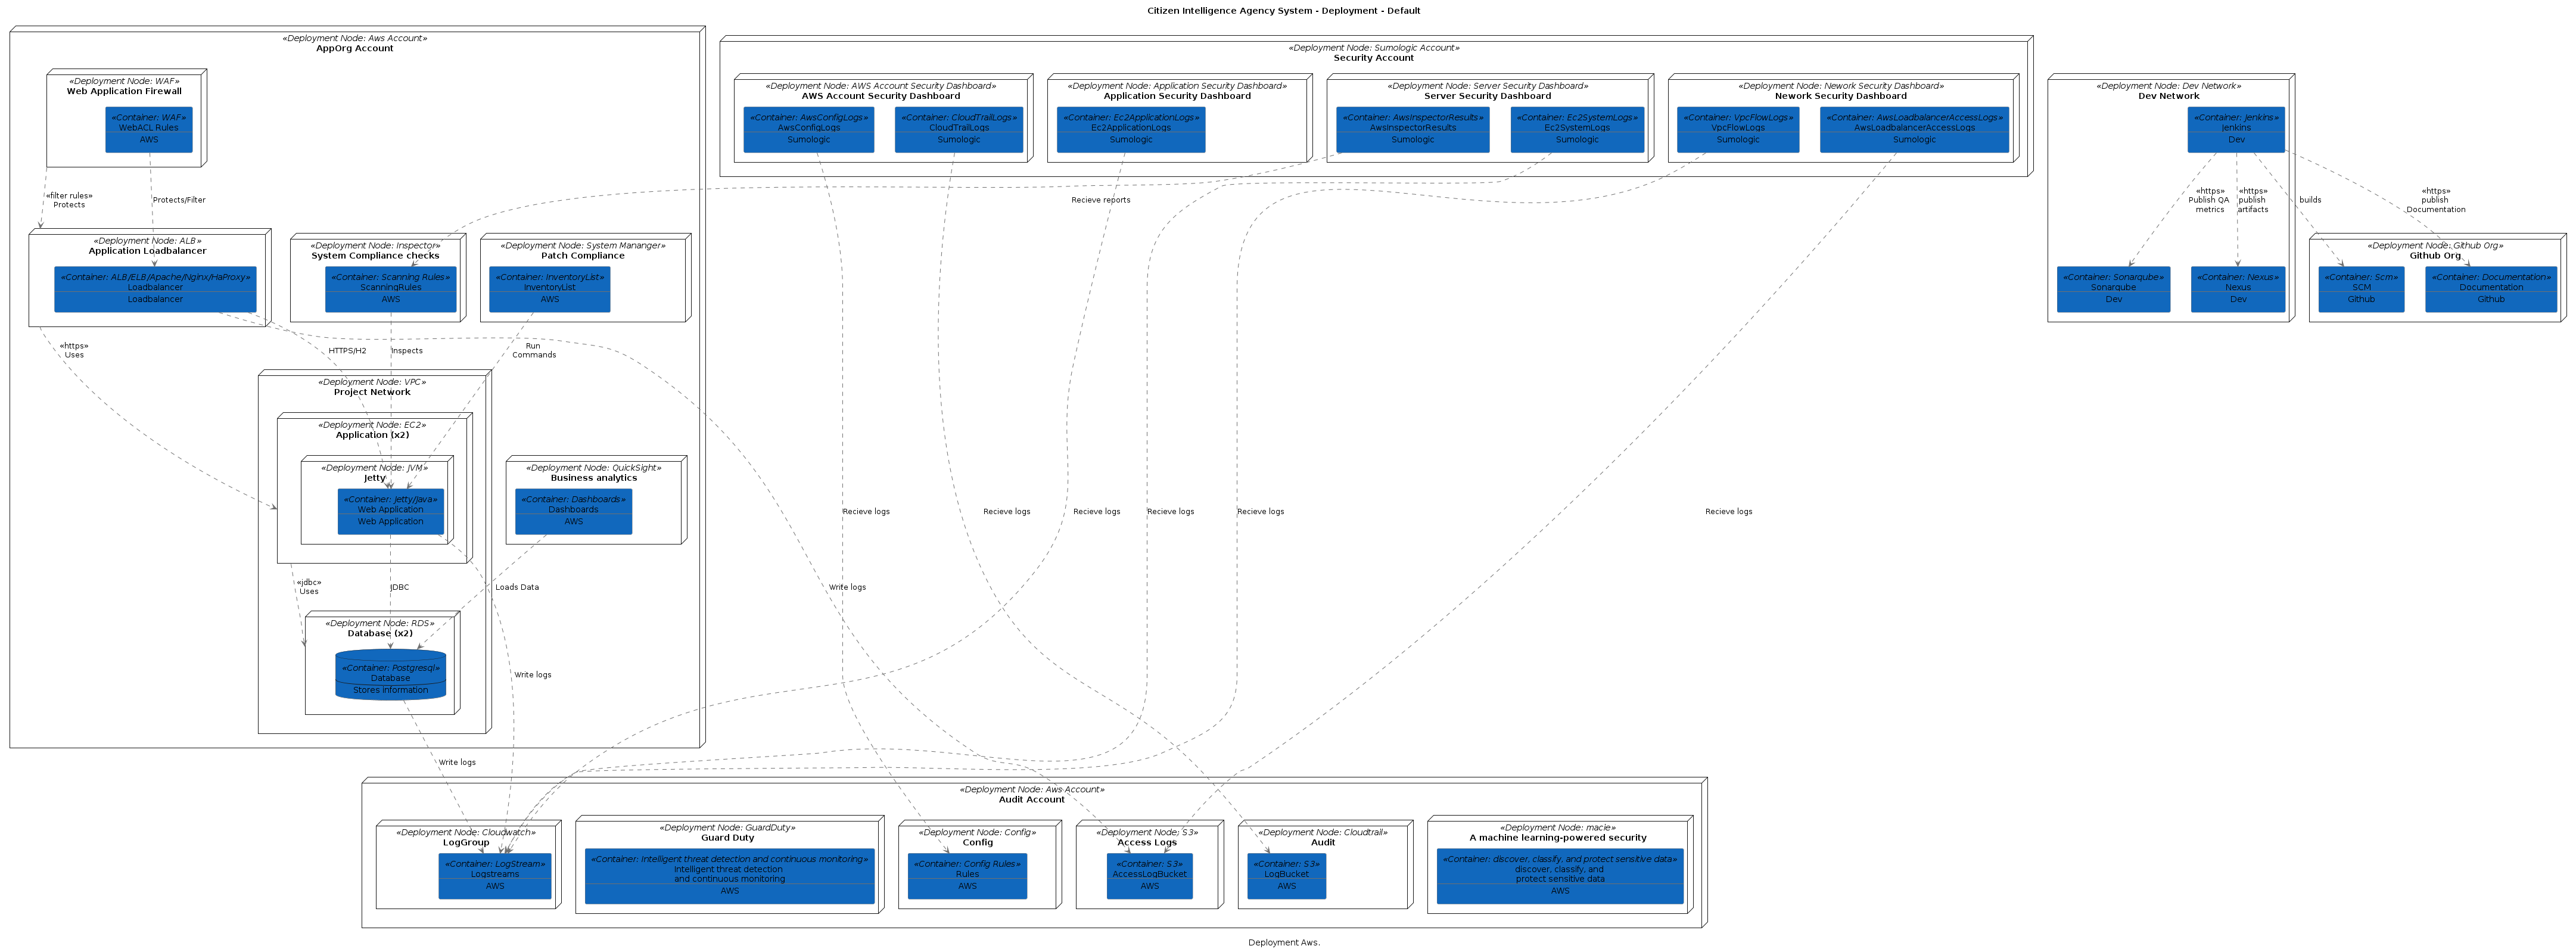 Citizen Intelligence Agency System - Deployment - Default
«Deployment Node: Aws Account»
AppOrg Account
«Deployment Node: WAF»
Web Application Firewall
«Container: WAF»
WebACL Rules
AWS
«filter rules»
Protects
Protects/Filter
«Deployment Node: ALB»
Application Loadbalancer
«Container: ALB/ELB/Apache/Nginx/HaProxy»
Loadbalancer
Loadbalancer
«Deployment Node: Inspector»
System Compliance checks
«Container: Scanning Rules»
ScanningRules
AWS
«Deployment Node: System Mananger»
Patch Compliance
«Container: InventoryList»
InventoryList
AWS
«https»
Uses
HTTPS/H2
Inspects
Run
Commands
«Deployment Node: VPC»
Project Network
«Deployment Node: EC2»
Application (x2)
«Deployment Node: JVM»
Jetty
«Container: Jetty/Java»
Web Application
Web Application
«Deployment Node: QuickSight»
Business analytics
«Container: Dashboards»
Dashboards
AWS
«jdbc»
Uses
JDBC
Loads Data
«Deployment Node: RDS»
Database (x2)
«Container: Postgresql»
Database
Stores information
Write logs
Write logs
Write logs
«Deployment Node: Sumologic Account»
Security Account
«Deployment Node: AWS Account Security Dashboard»
AWS Account Security Dashboard
«Container: AwsConfigLogs»
AwsConfigLogs
Sumologic
«Container: CloudTrailLogs»
CloudTrailLogs
Sumologic
«Deployment Node: Application Security Dashboard»
Application Security Dashboard
«Container: Ec2ApplicationLogs»
Ec2ApplicationLogs
Sumologic
«Deployment Node: Server Security Dashboard»
Server Security Dashboard
«Container: AwsInspectorResults»
AwsInspectorResults
Sumologic
«Container: Ec2SystemLogs»
Ec2SystemLogs
Sumologic
«Deployment Node: Nework Security Dashboard»
Nework Security Dashboard
«Container: VpcFlowLogs»
VpcFlowLogs
Sumologic
«Container: AwsLoadbalancerAccessLogs»
AwsLoadbalancerAccessLogs
Sumologic
Recieve reports
Recieve logs
Recieve logs
Recieve logs
Recieve logs
Recieve logs
Recieve logs
«Deployment Node: Dev Network»
Dev Network
«Container: Jenkins»
Jenkins
Dev
«https»
Publish QA
metrics
«https»
publish
artifacts
builds
«https»
publish
Documentation
«Container: Sonarqube»
Sonarqube
Dev
«Container: Nexus»
Nexus
Dev
«Deployment Node: Github Org»
Github Org
«Container: Scm»
SCM
Github
«Container: Documentation»
Documentation
Github
«Deployment Node: Aws Account»
Audit Account
«Deployment Node: Cloudwatch»
LogGroup
«Container: LogStream»
Logstreams
AWS
«Deployment Node: GuardDuty»
Guard Duty
«Container: Intelligent threat detection and continuous monitoring»
Intelligent threat detection
and continuous monitoring
AWS
«Deployment Node: Config»
Config
«Container: Config Rules»
Rules
AWS
«Deployment Node: S3»
Access Logs
«Container: S3»
AccessLogBucket
AWS
«Deployment Node: Cloudtrail»
Audit
«Container: S3»
LogBucket
AWS
«Deployment Node: macie»
A machine learning-powered security
«Container: discover, classify, and protect sensitive data»
discover, classify, and
protect sensitive data
AWS
Deployment Aws.